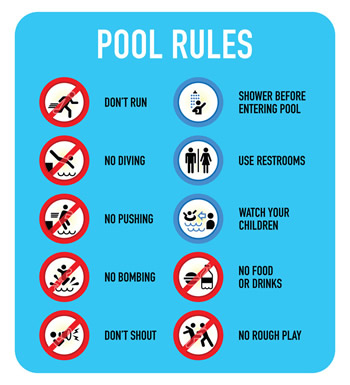 POOL RULES
DON'T RUN
NO DIVING
NO PUSHING
NO BOMBING
DON'T SHOUT
SHOWER BEFORE
ENTERING POOL
USE RESTROOMS
WATCH YOUR
CHILDREN
NO FOOD
OR DRINKS
NO ROUGH PLAY